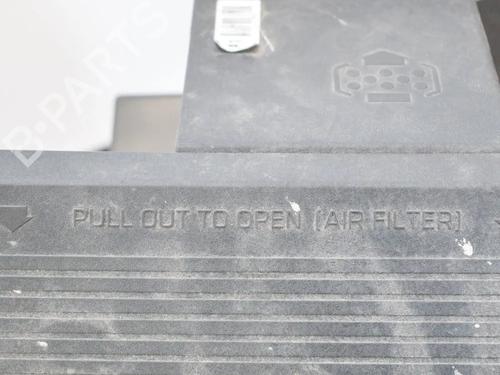 B-PARTS
PULL OUT TO OPEN [AIR FILTER]